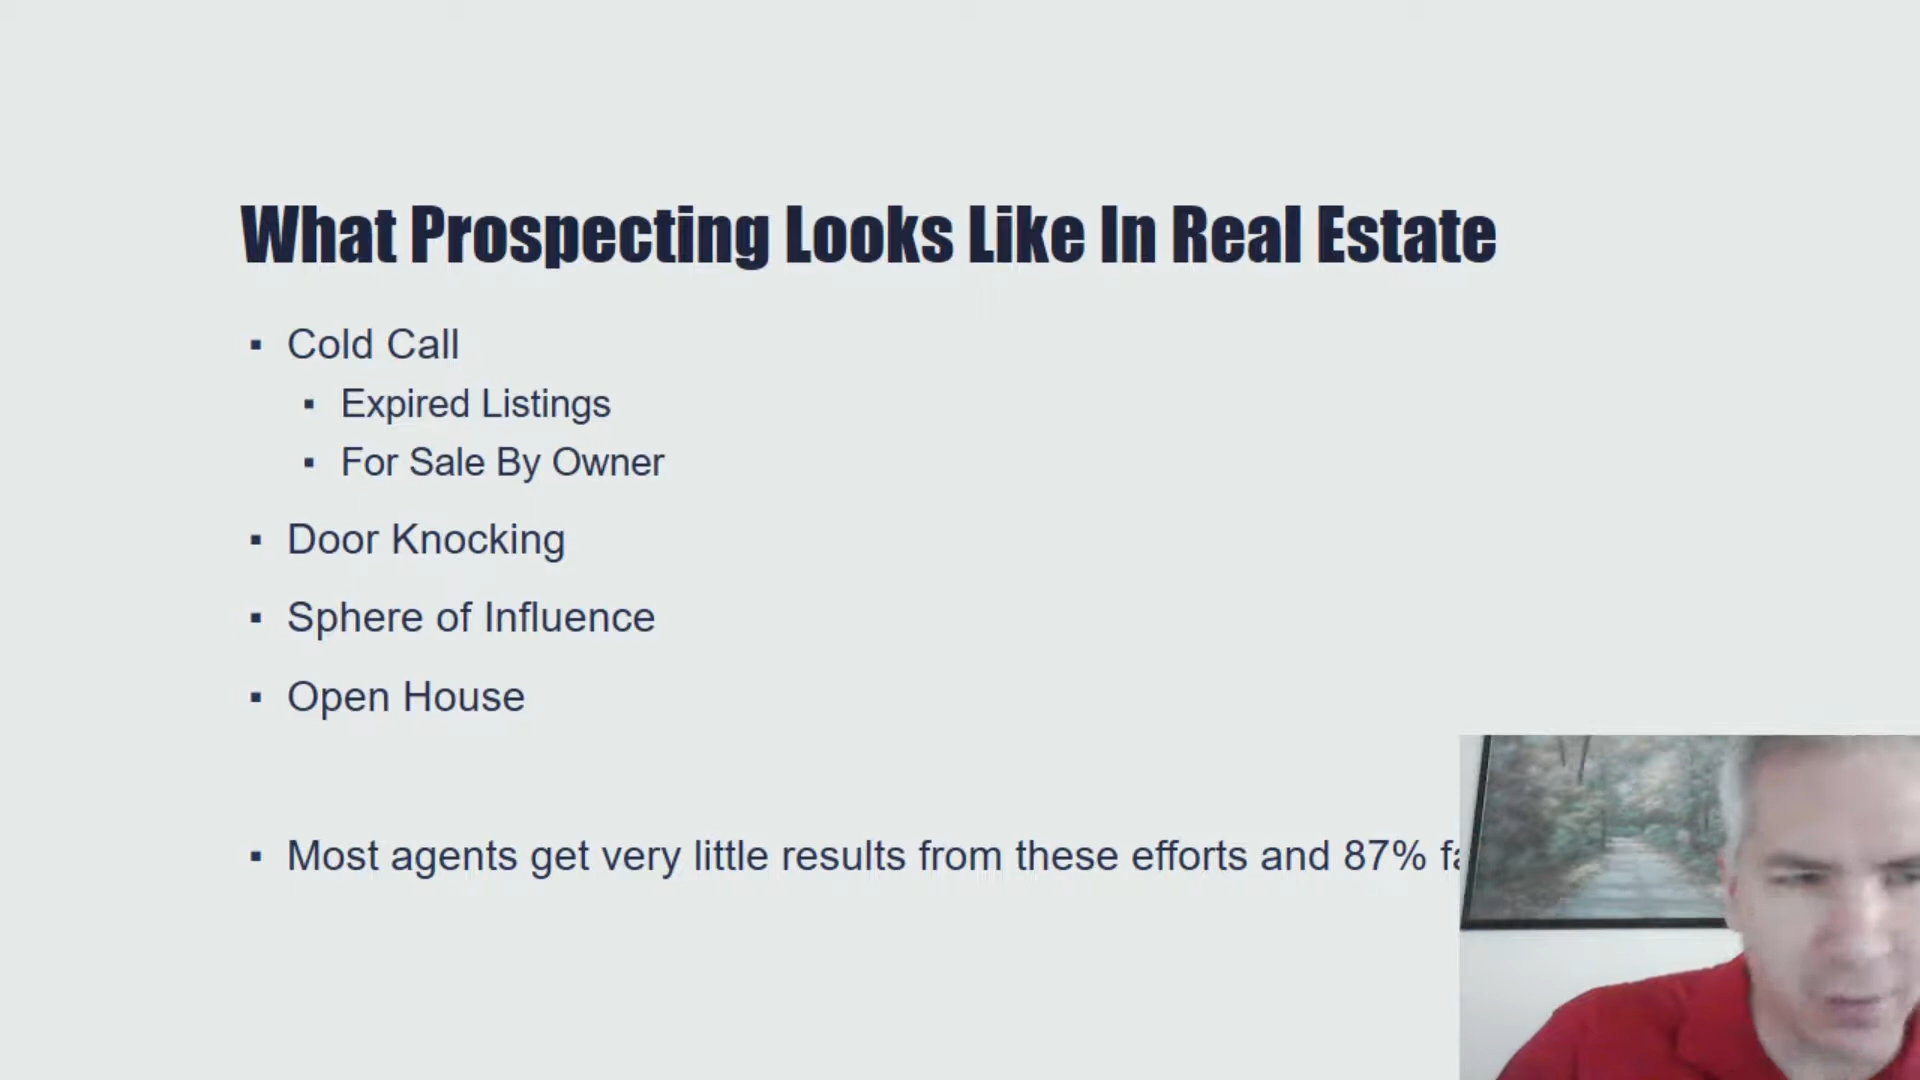 What Prospecting Looks Like In Real Estate
Cold Call
Expired Listings
For Sale By Owner
Door Knocking
Sphere of Influence
Open House
Most agents get very little results from these efforts and 87%